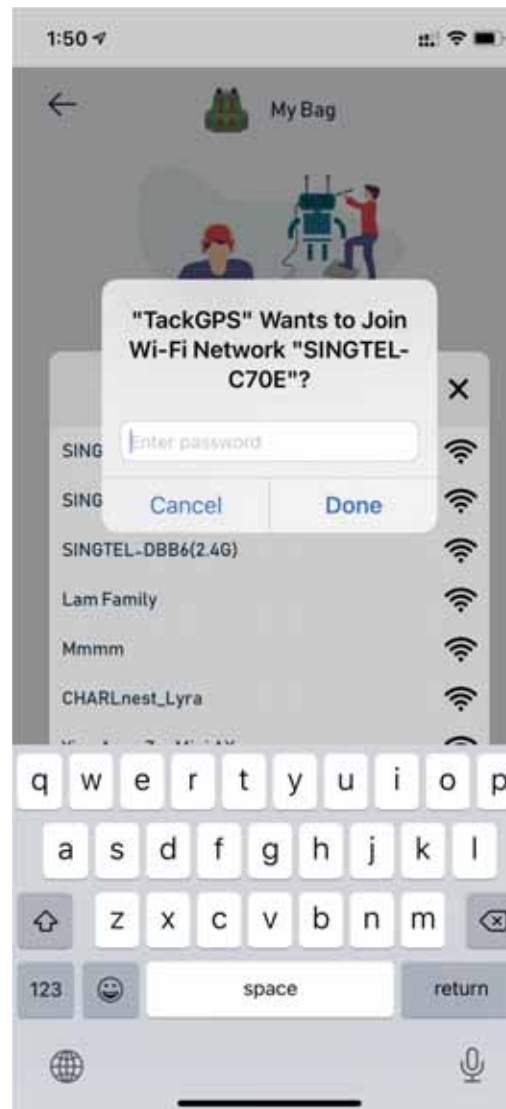 1:50
My Bag
"TackGPS" Wants to Join
Wi-Fi Network "SINGTEL-
C70E"?
Enter password
SING
SING
Cancel
Done
SINGTEL-DBB6(2.4G)
Lam Family
Mmmm
CHARLnest_Lyra
q w e r t y u i o p
a s d f g h j k l
z x c v b n m
123 space return